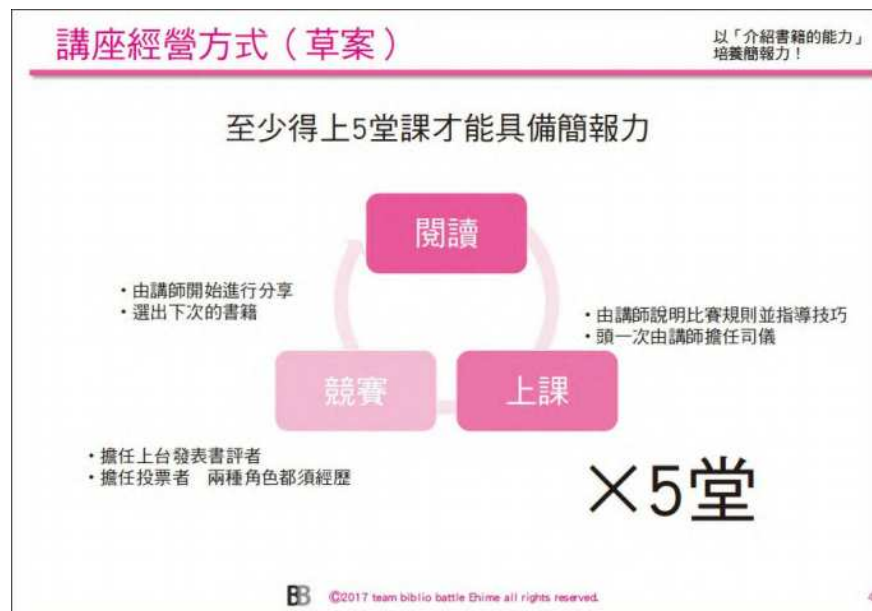 講座經營方式（草案）
以「介紹書籍的能力」
培養簡報力！
至少得上5堂課才能具備簡報力
閱讀
・由講師開始進行分享
・選出下次的書籍
・由講師說明比賽規則並指導技巧
・頭一次由講師擔任司儀
競賽
上課
・擔任上台發表書評者
・擔任投票者　兩種角色都須經歷
×5堂
BB ©2017 team biblio battle Ehime all rights reserved.
4